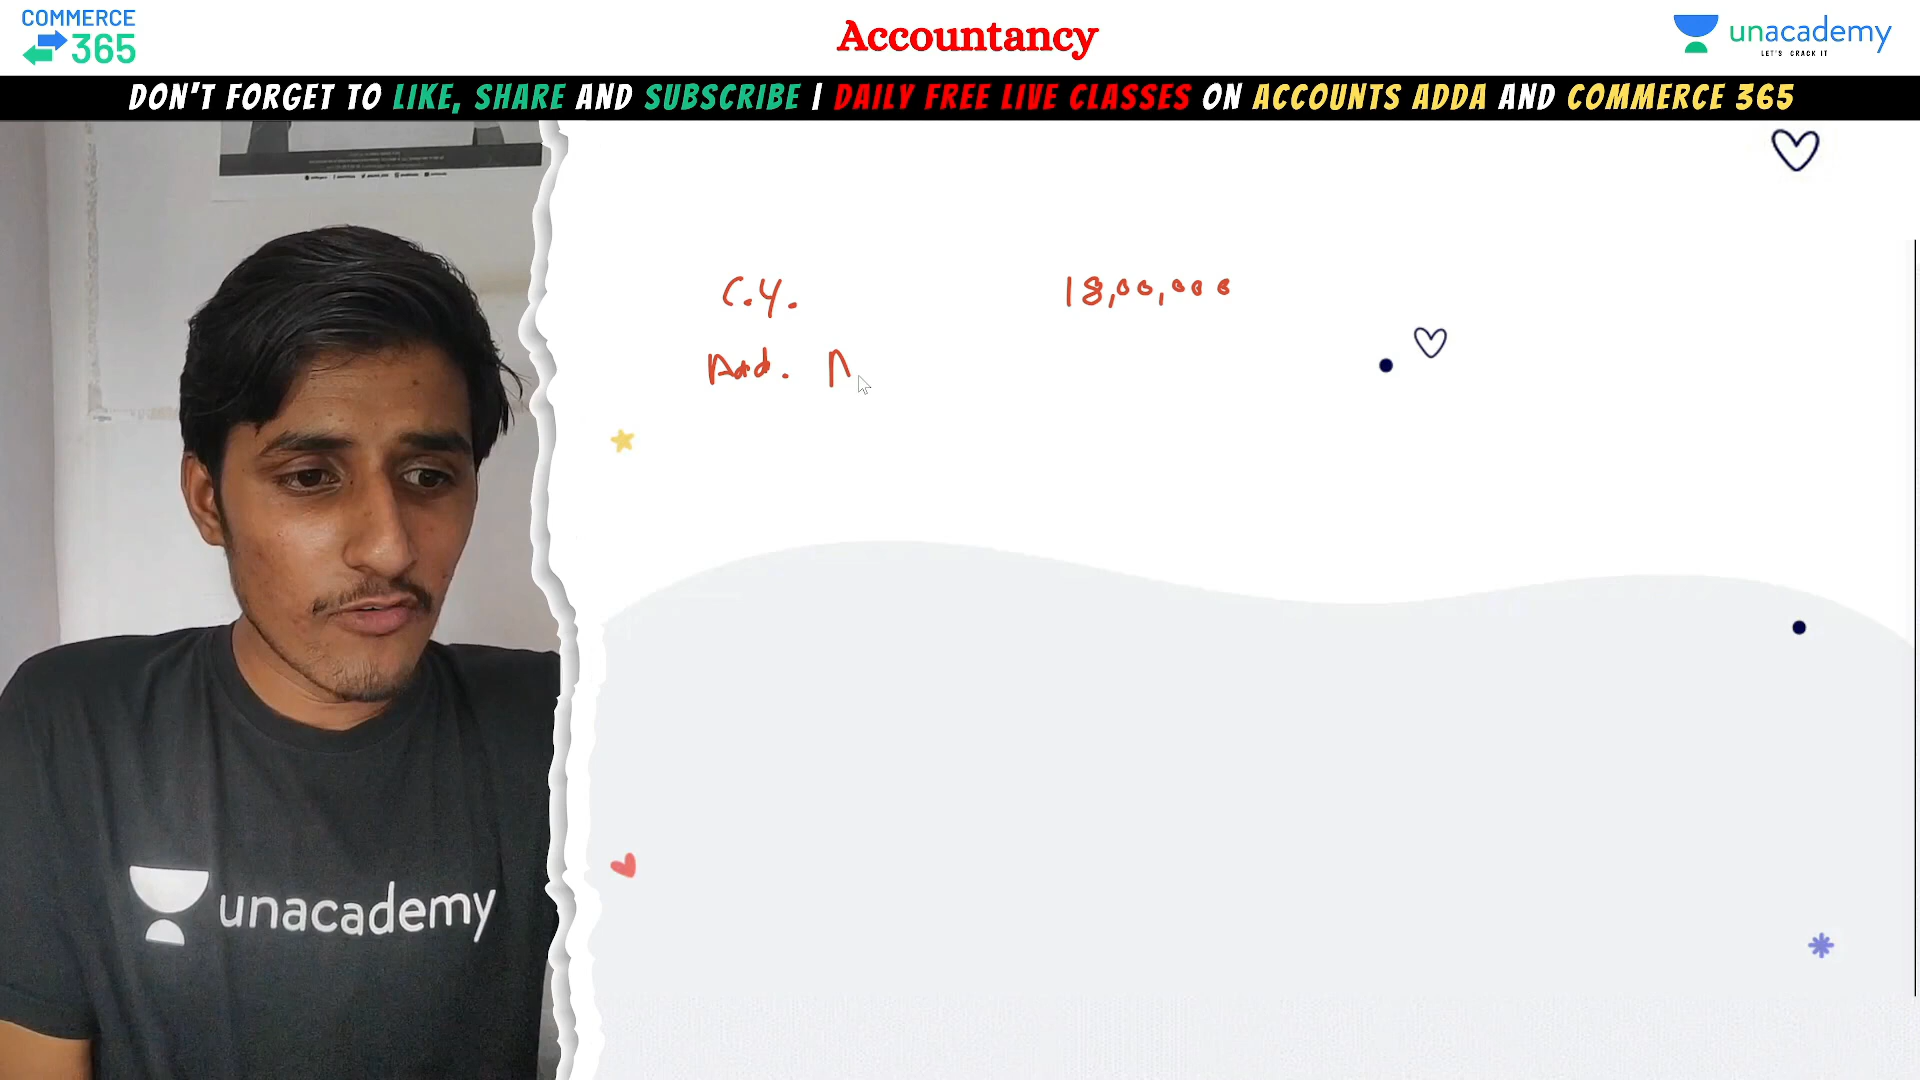 COMMERCE
365
Accountancy
unacademy
LET'S CRACK IT
DON'T FORGET TO LIKE, SHARE AND SUBSCRIBE | DAILY FREE LIVE CLASSES ON ACCOUNTS ADDA AND COMMERCE 365
C.Y. 18,00,000
Add.
unacademy